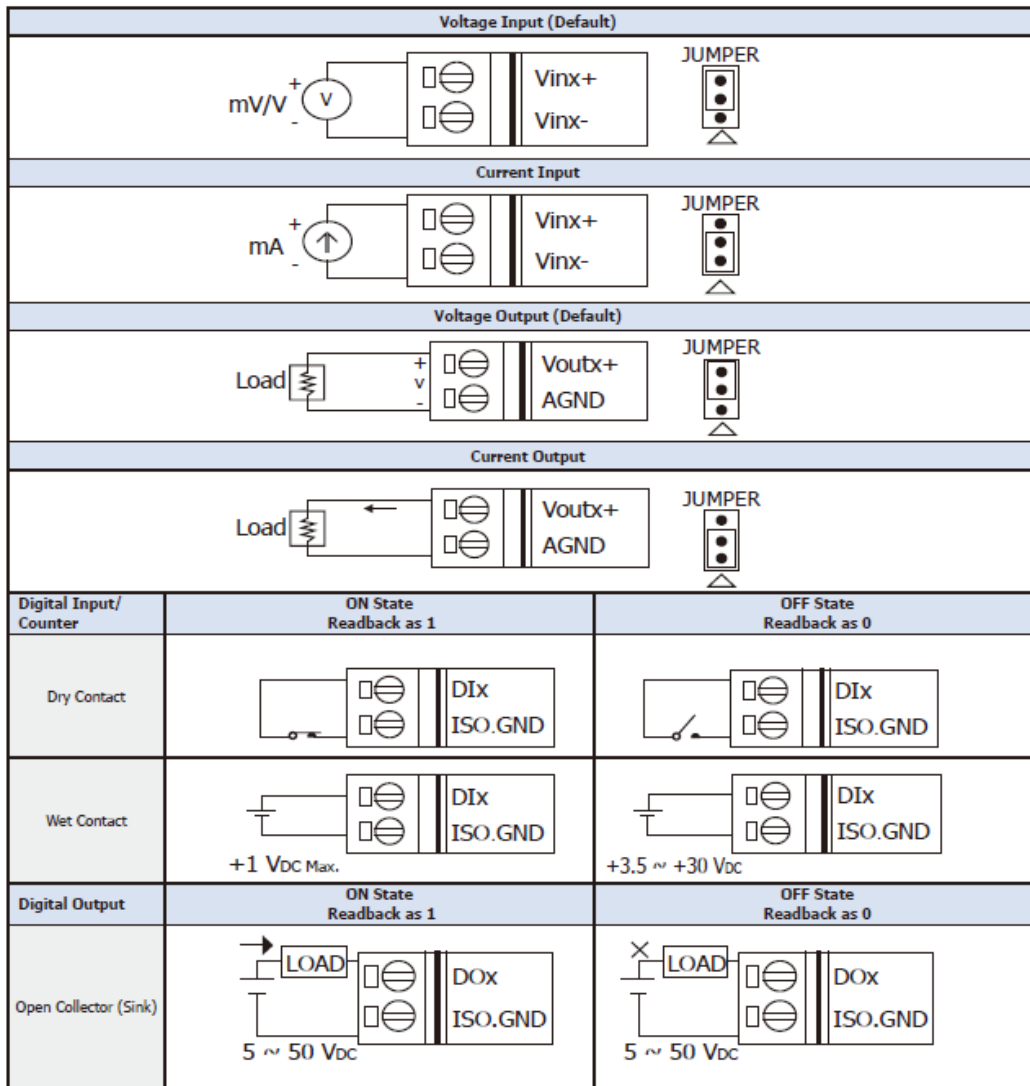 Voltage Input (Default)
JUMPER
+
mV/V
V
-
Vinx+
Vinx-
Current Input
JUMPER
+
mA
-
Vinx+
Vinx-
Voltage Output (Default)
JUMPER
Load
+
v
-
Voutx+
AGND
Current Output
JUMPER
Load
Voutx+
AGND
Digital Input/
Counter
ON State
Readback as 1
OFF State
Readback as 0
Dry Contact
DIx
ISO.GND
DIx
ISO.GND
Wet Contact
DIx
ISO.GND
+1 VDC Max.
DIx
ISO.GND
+3.5 ~ +30 VDC
Digital Output
ON State
Readback as 1
OFF State
Readback as 0
Open Collector (Sink)
LOAD
DOx
ISO.GND
5 ~ 50 VDC
LOAD
DOx
ISO.GND
5 ~ 50 VDC